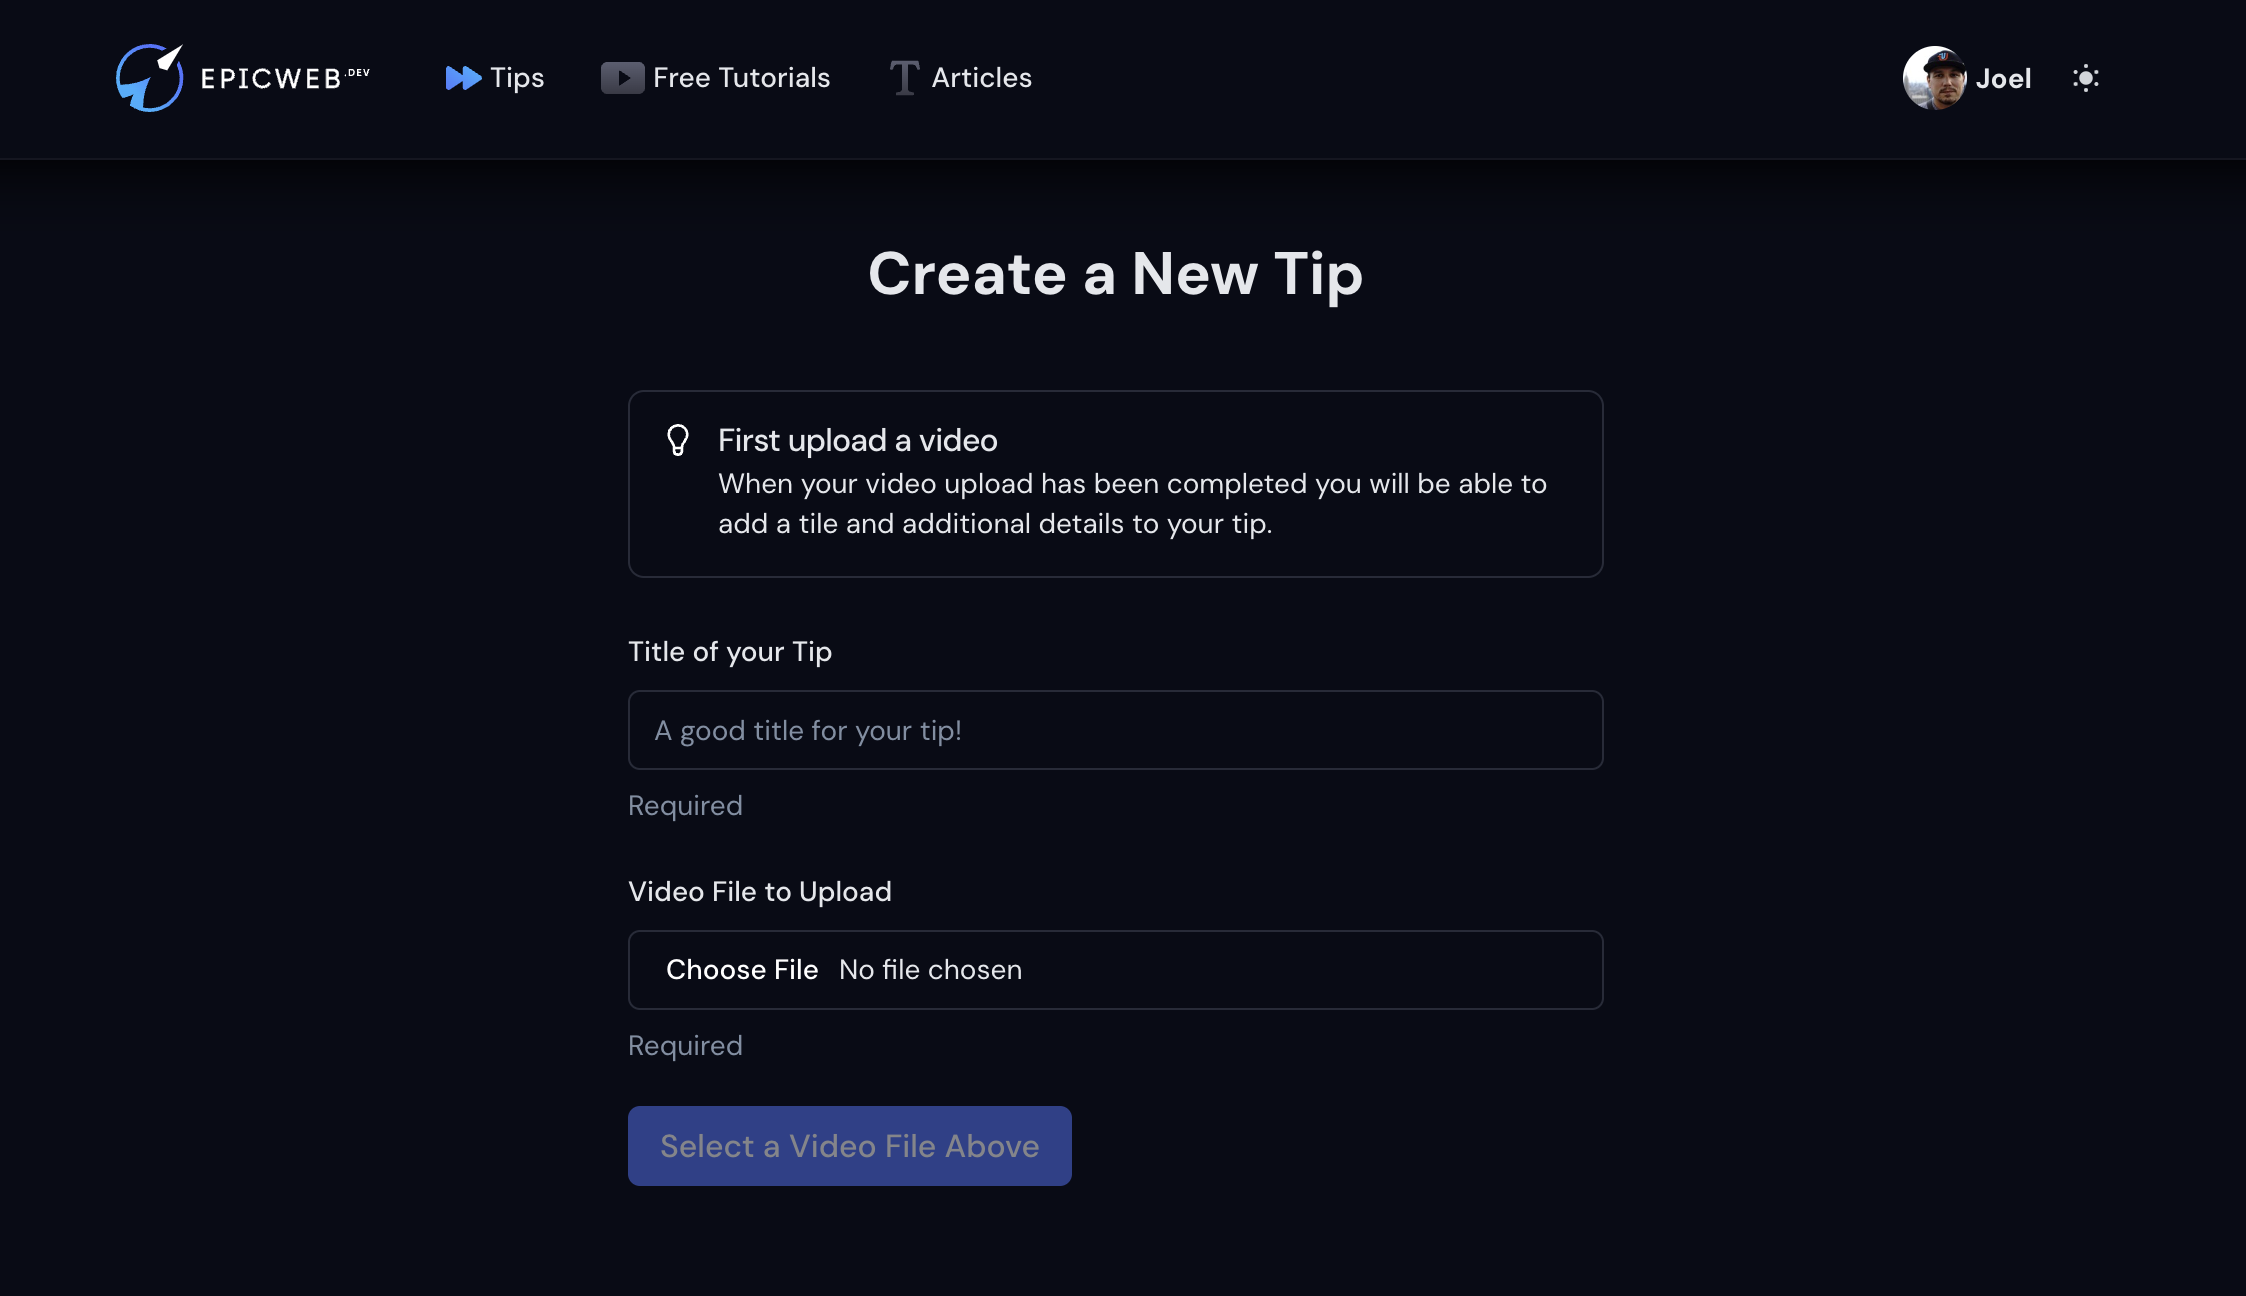 EPICWEB.DEV
Tips
Free Tutorials
Articles
Joel
Create a New Tip
First upload a video
When your video upload has been completed you will be able to
add a tile and additional details to your tip.
Title of your Tip
A good title for your tip!
Required
Video File to Upload
Choose File No file chosen
Required
Select a Video File Above